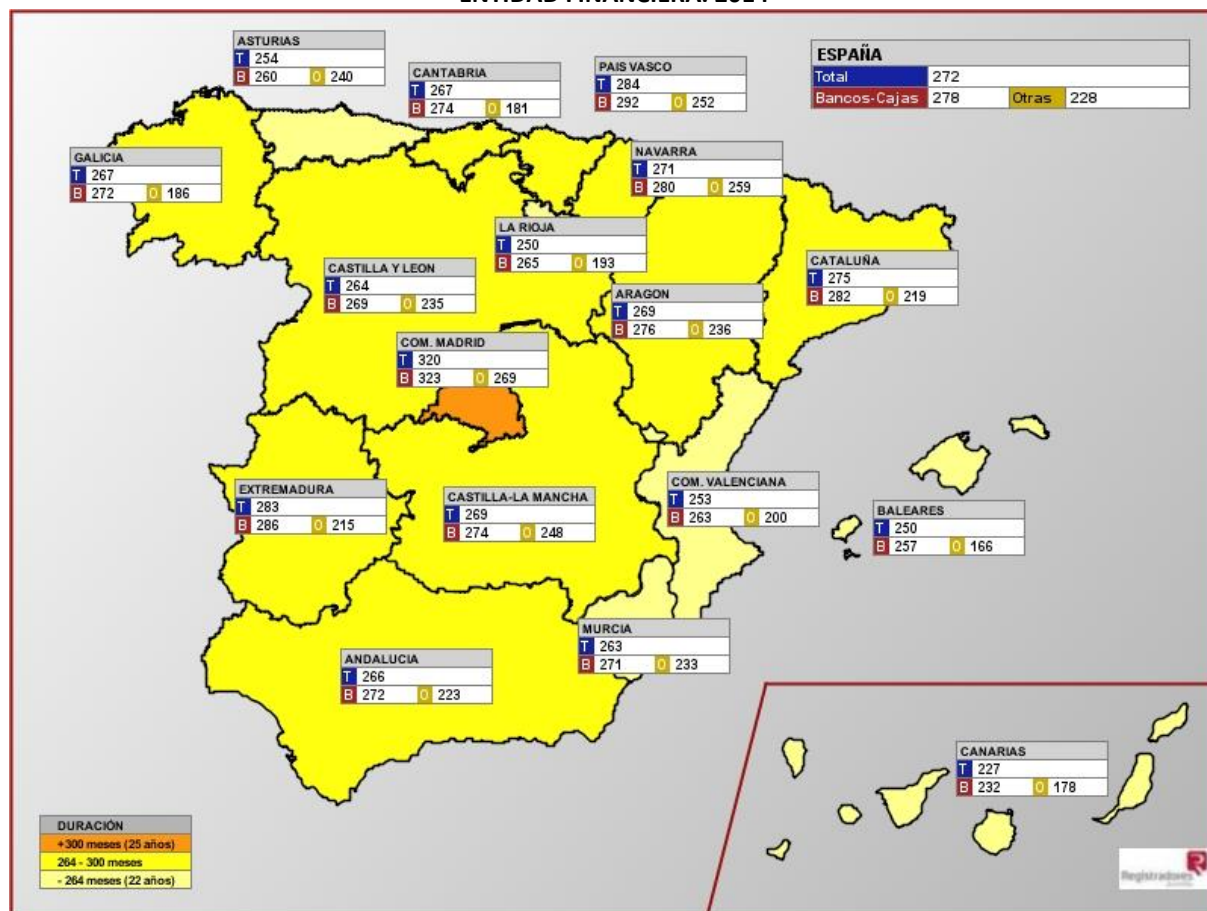 ENTIDAD FINANCIERA. 2014
ASTURIAS
T 254
B 260 O 240
CANTABRIA
T 267
B 274 O 181
PAIS VASCO
T 284
B 292 O 252
ESPAÑA
Total 272
Bancos-Cajas 278 Otras 228
GALICIA
T 267
B 272 O 186
NAVARRA
T 271
B 280 O 259
LA RIOJA
T 250
B 265 O 193
CASTILLA Y LEON
T 264
B 269 O 235
ARAGON
T 269
B 276 O 236
CATALUÑA
T 275
B 282 O 219
COM. MADRID
T 320
B 323 O 269
EXTREMADURA
T 283
B 286 O 215
CASTILLA-LA MANCHA
T 269
B 274 O 248
COM. VALENCIANA
T 253
B 263 O 200
BALEARES
T 250
B 257 O 166
MURCIA
T 263
B 271 O 233
ANDALUCIA
T 266
B 272 O 223
CANARIAS
T 227
B 232 O 178
DURACIÓN
+300 meses (25 años)
264 - 300 meses
- 264 meses (22 años)
Registradores